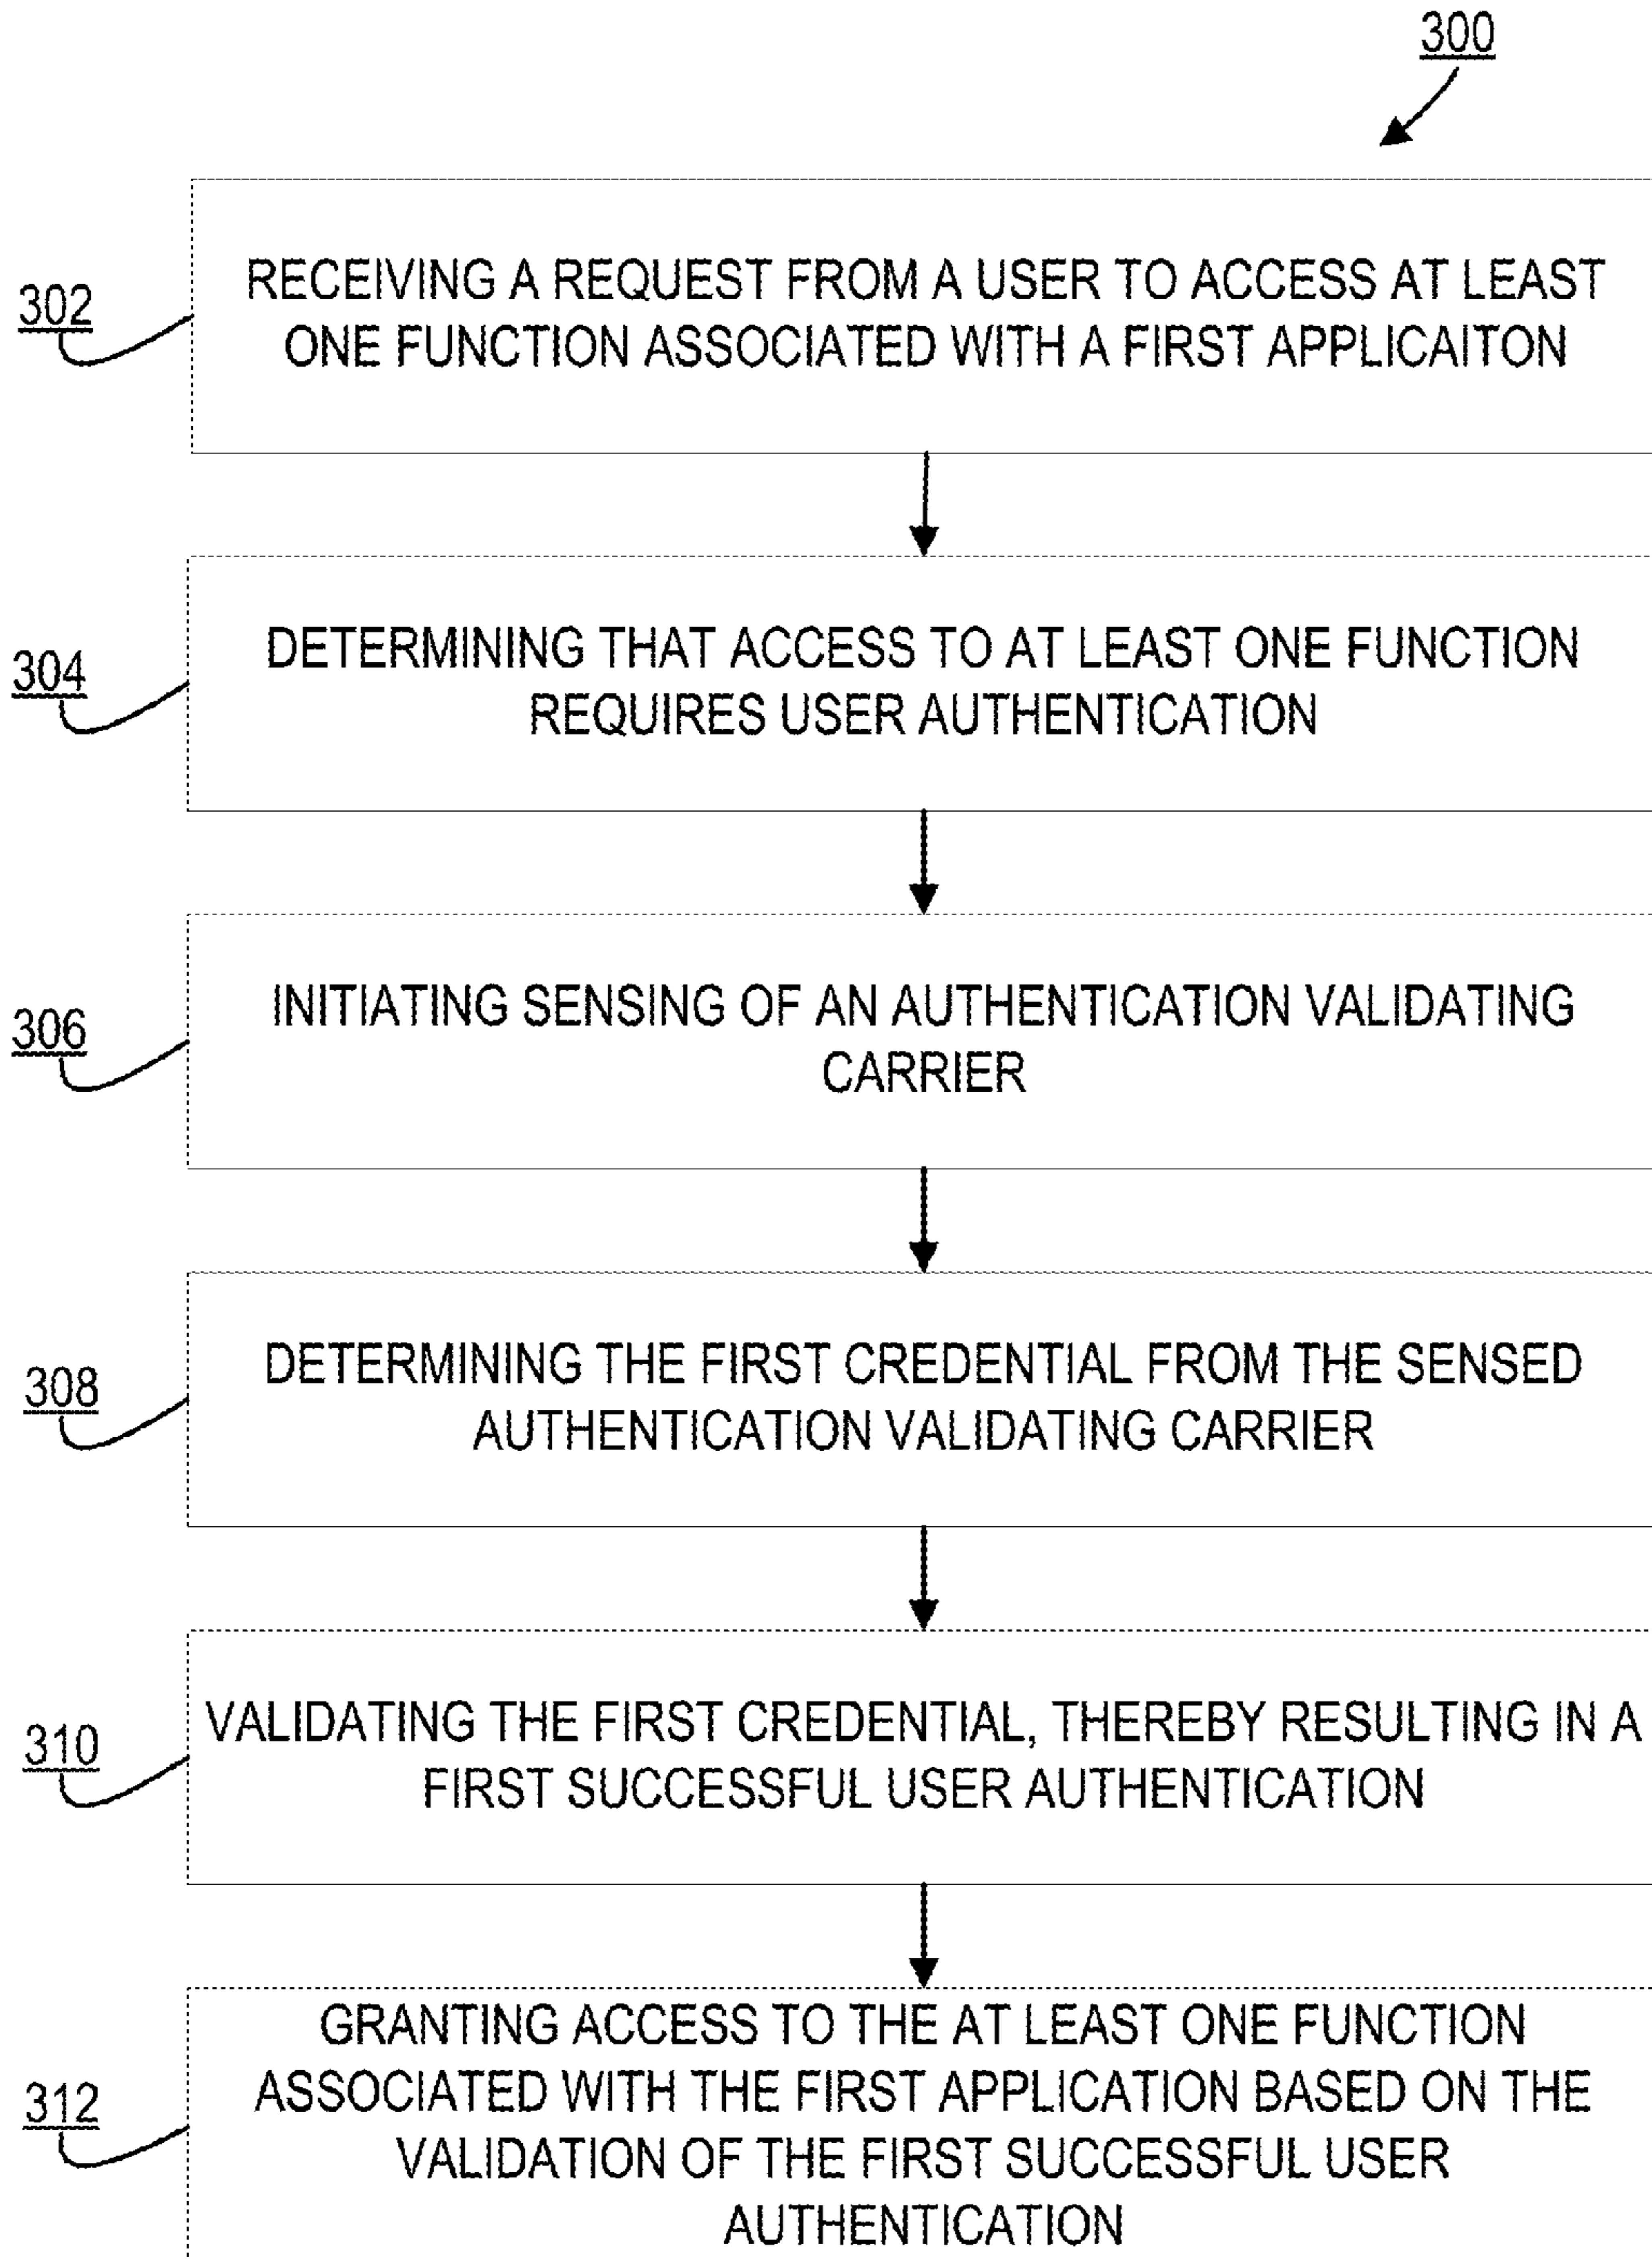 300
302
RECEIVING A REQUEST FROM A USER TO ACCESS AT LEAST
ONE FUNCTION ASSOCIATED WITH A FIRST APPLICAITON
304
DETERMINING THAT ACCESS TO AT LEAST ONE FUNCTION
REQUIRES USER AUTHENTICATION
306
INITIATING SENSING OF AN AUTHENTICATION VALIDATING
CARRIER
308
DETERMINING THE FIRST CREDENTIAL FROM THE SENSED
AUTHENTICATION VALIDATING CARRIER
310
VALIDATING THE FIRST CREDENTIAL, THEREBY RESULTING IN A
FIRST SUCCESSFUL USER AUTHENTICATION
312
GRANTING ACCESS TO THE AT LEAST ONE FUNCTION
ASSOCIATED WITH THE FIRST APPLICATION BASED ON THE
VALIDATION OF THE FIRST SUCCESSFUL USER
AUTHENTICATION